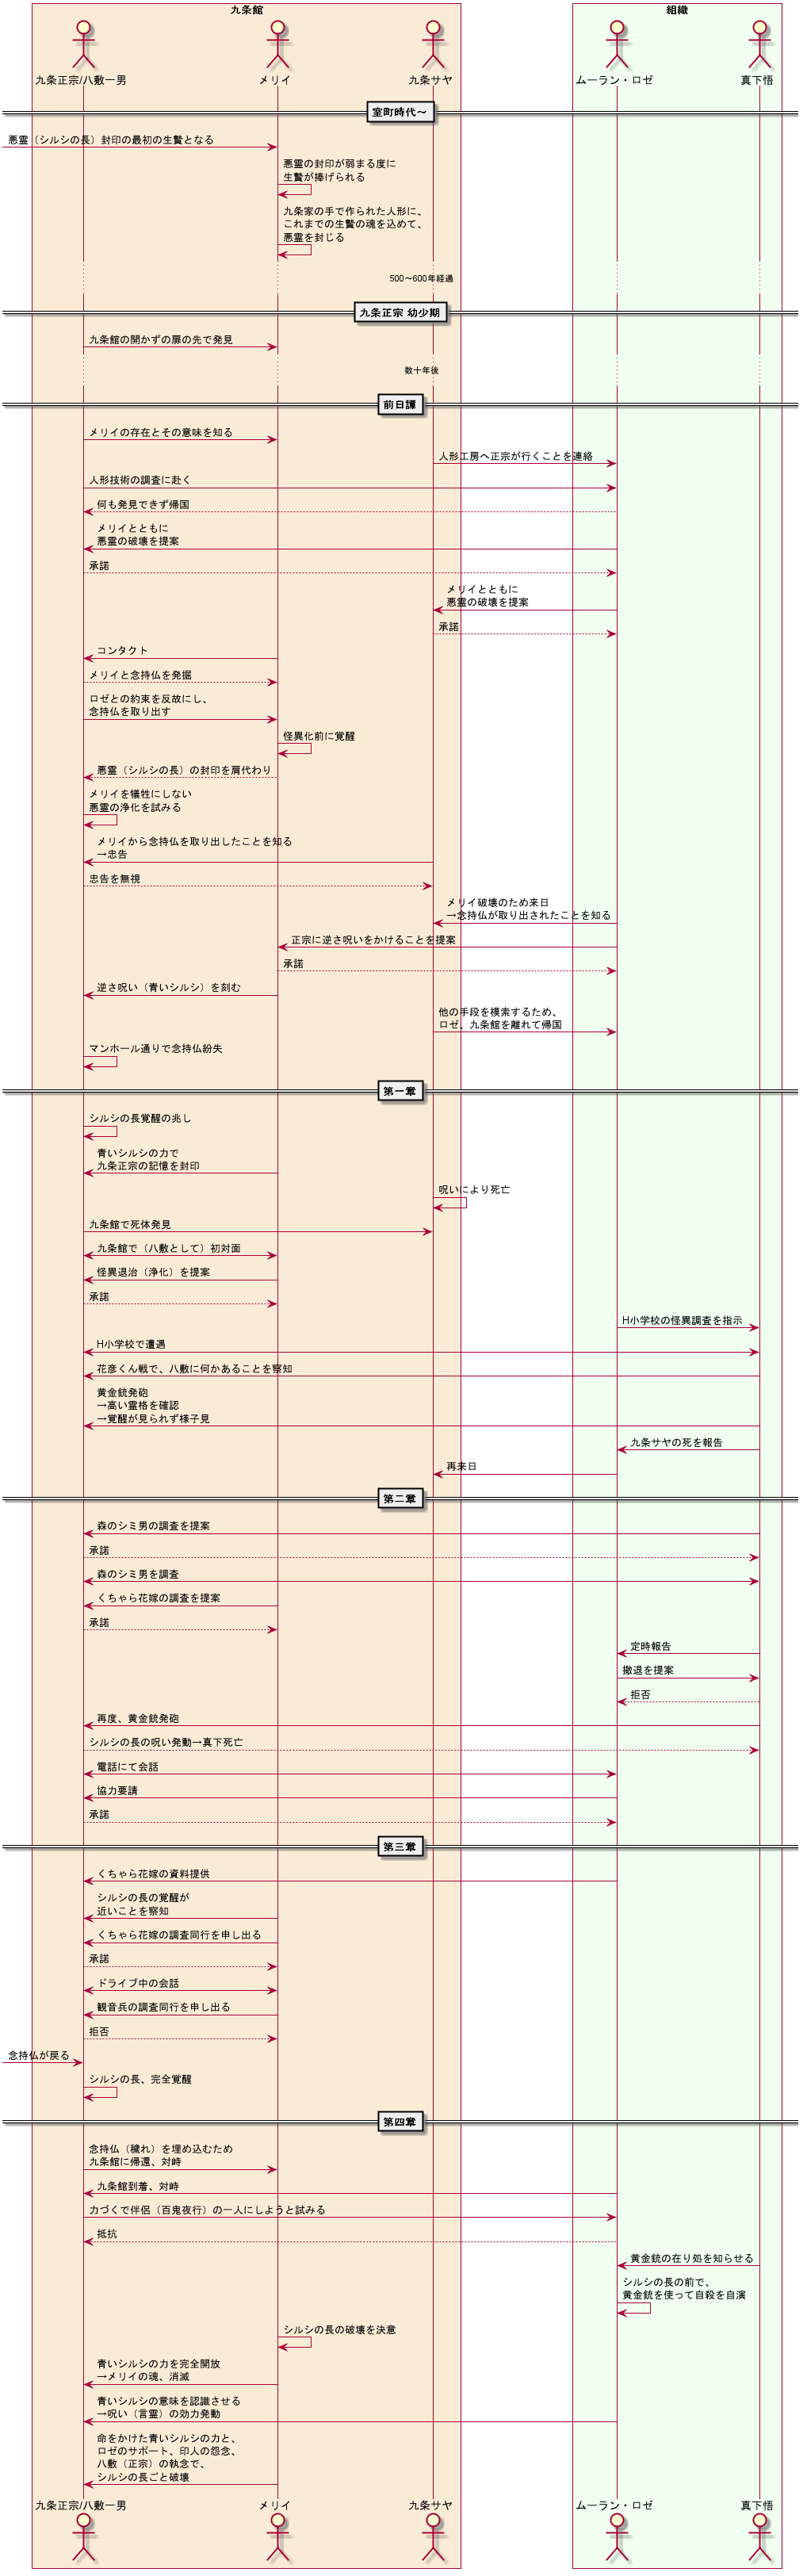 九条館
組織
九条正宗/八敷一男
メリイ
九条サヤ
ムーラン・ロゼ
真下悟
室町時代～
悪霊（シルシの長）封印の最初の生贄となる
悪霊の封印が弱まる度に
生贄が捧げられる
九条家の手で作られた人形に、
これまでの生贄の魂を込めて、
悪霊を封じる
500～600年経過
九条正宗 幼少期
九条館の開かずの扉の先で発見
数十年後
前日譚
メリイの存在とその意味を知る
人形工房へ正宗が行くことを連絡
人形技術の調査に赴く
何も発見できず帰国
メリイとともに
悪霊の破壊を提案
承諾
メリイとともに
悪霊の破壊を提案
承諾
コンタクト
メリイと念持仏を発掘
ロゼとの約束を反故にし、
念持仏を取り出す
怪異化前に覚醒
悪霊（シルシの長）の封印を肩代わり
メリイを犠牲にしない
悪霊の浄化を試みる
メリイから念持仏を取り出したことを知る
→忠告
忠告を無視
メリイ破壊のため来日
→念持仏が取り出されたことを知る
正宗に逆さ呪いをかけることを提案
承諾
逆さ呪い（青いシルシ）を刻む
他の手段を模索するため、
ロゼ、九条館を離れて帰国
マンホール通りで念持仏紛失
第一章
シルシの長覚醒の兆し
青いシルシの力で
九条正宗の記憶を封印
呪いにより死亡
九条館で死体発見
九条館で（八敷として）初対面
怪異退治（浄化）を提案
承諾
H小学校の怪異調査を指示
H小学校で遭遇
花彦くん戦で、八敷に何かあることを察知
黄金銃発砲
→高い霊格を確認
→覚醒が見られず様子見
九条サヤの死を報告
再来日
第二章
森のシミ男の調査を提案
承諾
森のシミ男を調査
くちゃら花嫁の調査を提案
承諾
定時報告
撤退を提案
拒否
再度、黄金銃発砲
シルシの長の呪い発動→真下死亡
電話にて会話
協力要請
承諾
第三章
くちゃら花嫁の資料提供
シルシの長の覚醒が
近いことを察知
くちゃら花嫁の調査同行を申し出る
承諾
ドライブ中の会話
観音兵の調査同行を申し出る
拒否
念持仏が戻る
シルシの長、完全覚醒
第四章
念持仏（穢れ）を埋め込むため
九条館に帰還、対峙
九条館到着、対峙
力づくで伴侶（百鬼夜行）の一人にしようと試みる
抵抗
黄金銃の在り処を知らせる
シルシの長の前で、
黄金銃を使って自殺を自演
シルシの長の破壊を決意
青いシルシの力を完全開放
→メリイの魂、消滅
青いシルシの意味を認識させる
→呪い（言霊）の効力発動
命をかけた青いシルシの力と、
ロゼのサポート、印人の怨念、
八敷（正宗）の執念で、
シルシの長ごと破壊
九条正宗/八敷一男
メリイ
九条サヤ
ムーラン・ロゼ
真下悟